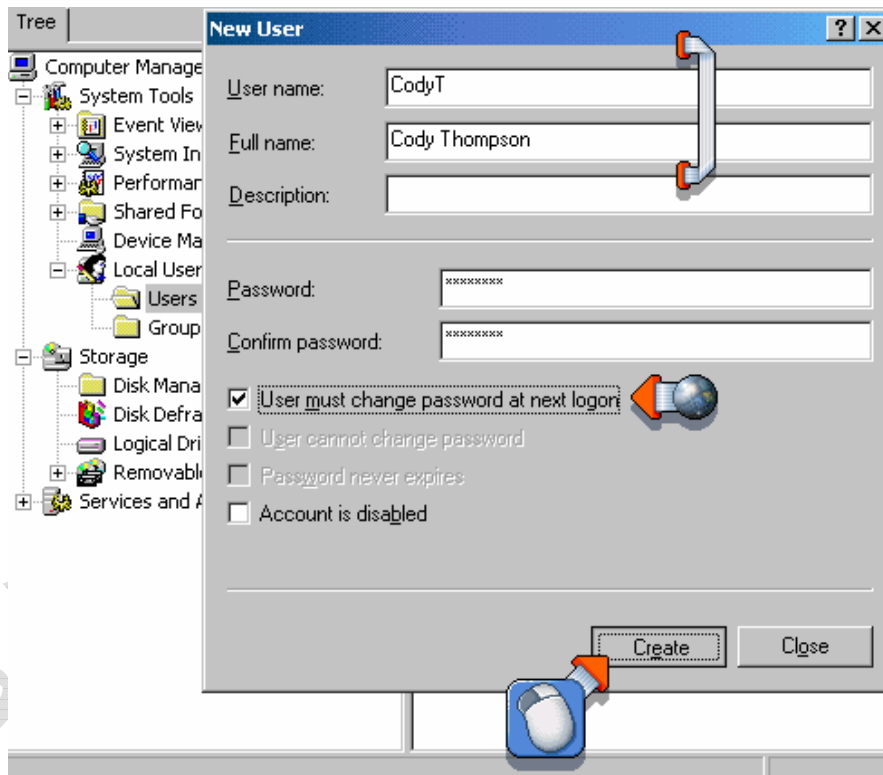 Tree
Computer Manage
System Tools
Event View
System In
Performar
Shared Fo
Device Ma
Local User
Users
Group
Storage
Disk Mana
Disk Defra
Logical Dri
Removable
Services and A
New User
User name: CodyT
Full name: Cody Thompson
Description:
Password: ********
Confirm password: ********
User must change password at next logon
User cannot change password
Password never expires
Account is disabled
Create Close